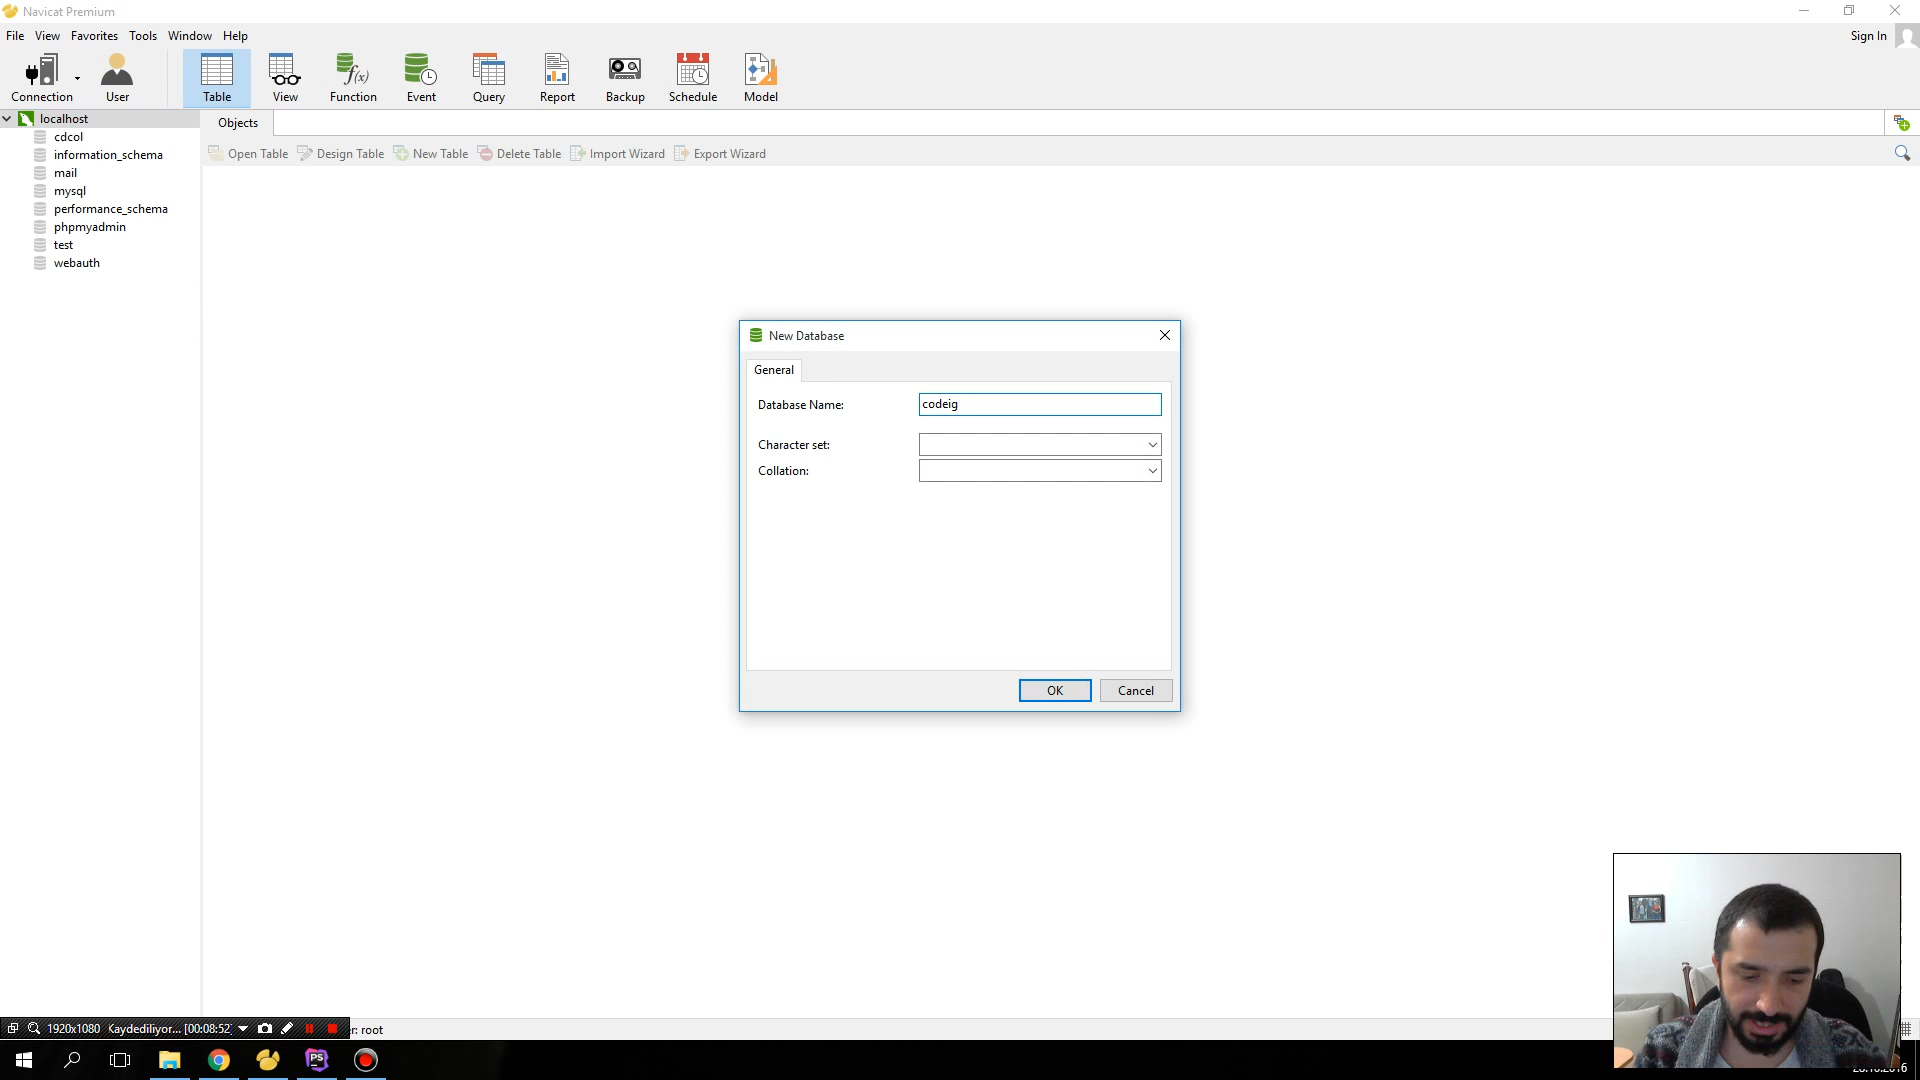 Navicat Premium
File View Favorites Tools Window Help
Sign In
Connection User Table View Function Event Query Report Backup Schedule Model
f(x)
localhost
cdcol
information_schema
mail
mysql
performance_schema
phpmyadmin
test
webauth
Objects
Open Table Design Table New Table Delete Table Import Wizard Export Wizard
New Database
General
Database Name: codeig
Character set:
Collation:
OK Cancel
1920x1080 Kaydediliyor... [00:08:52]
r: root
PS